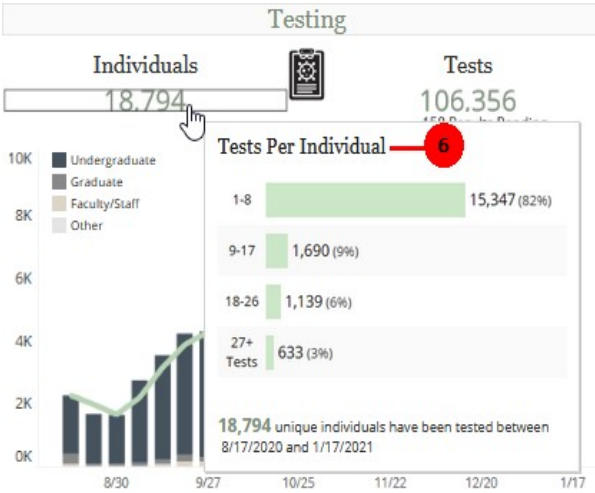 Testing
Individuals
Tests
18,794
106,356
Tests Per Individual
6
10K
8K
6K
4K
2K
0K
Undergraduate
Graduate
Faculty/Staff
Other
1-8
15,347 (82%)
9-17
1,690 (9%)
18-26
1,139 (6%)
27+
Tests
633 (3%)
18,794 unique individuals have been tested between
8/17/2020 and 1/17/2021
8/30
9/27
10/25
11/22
12/20
1/17